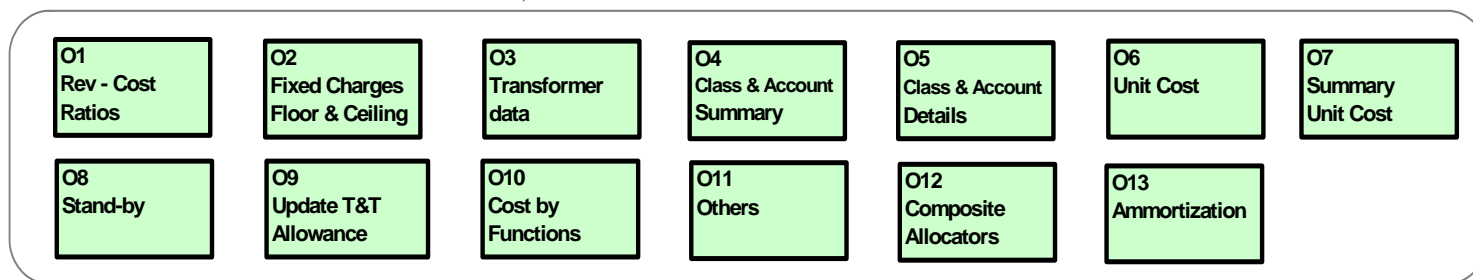 O1
Rev - Cost
Ratios
O2
Fixed Charges
Floor & Ceiling
O3
Transformer
data
O4
Class & Account
Summary
O5
Class & Account
Details
O6
Unit Cost
O7
Summary
Unit Cost
O8
Stand-by
O9
Update T&T
Allowance
O10
Cost by
Functions
O11
Others
O12
Composite
Allocators
O13
Ammortization